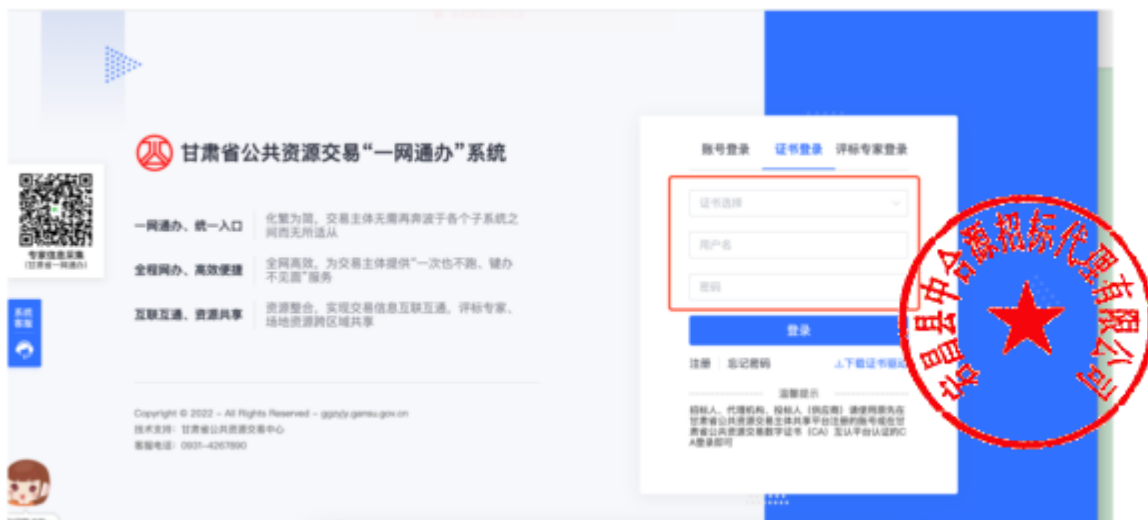 甘肃省公共资源交易“一网通办”系统
一网通办、统一入口
化繁为简，交易主体无需再奔波于各个子系统之
间而无所适从
全程网办、高效便捷
全网高效，为交易主体提供“一次也不跑、键办
不见面”服务
互联互通、资源共享
资源整合，实现交易信息互联互通，评标专家、
场地资源跨区域共享
专家信息采集
（甘肃省一网通办）
系统
客服
Copyright © 2022 - All Rights Reserved - ggzyjy.gansu.gov.cn
技术支持：甘肃省公共资源交易中心
客服电话：0931-4267890
账号登录 证书登录 评标专家登录
证书选择
用户名
密码
登录
注册 忘记密码 下载证书驱动
温馨提示
招标人、代理机构、投标人（供应商）请使用原先在
甘肃省公共资源交易主体共享平台注册的账号或在甘
肃省公共资源交易数字证书（CA）互认平台认证的C
A登录即可
宕昌县中合源招标代理有限公司